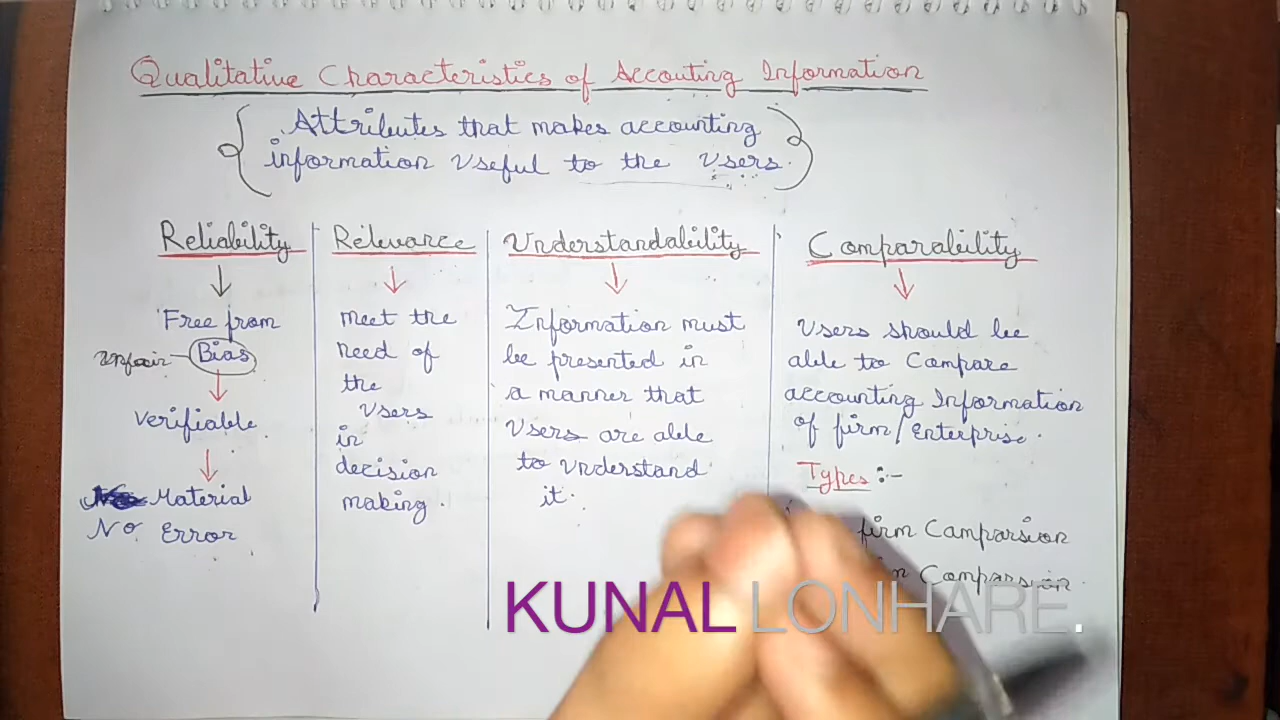 Qualitative Characteristics of Accouting Information
Attributes that makes accounting
information Useful to the Users.
Reliability
Free from
Unfair Bias
Verifiable
Material
No Error
Relevance
meet the
need of
the
Users
in
decision
making.
Understandability
Information must
be presented in
a manner that
Users are able
to Understand
it.
Comparability
Users should be
able to Compare
accounting Information
of firm/Enterprise.
Types :-
firm Comparsion
Comparsion.
KUNAL LONHARE.